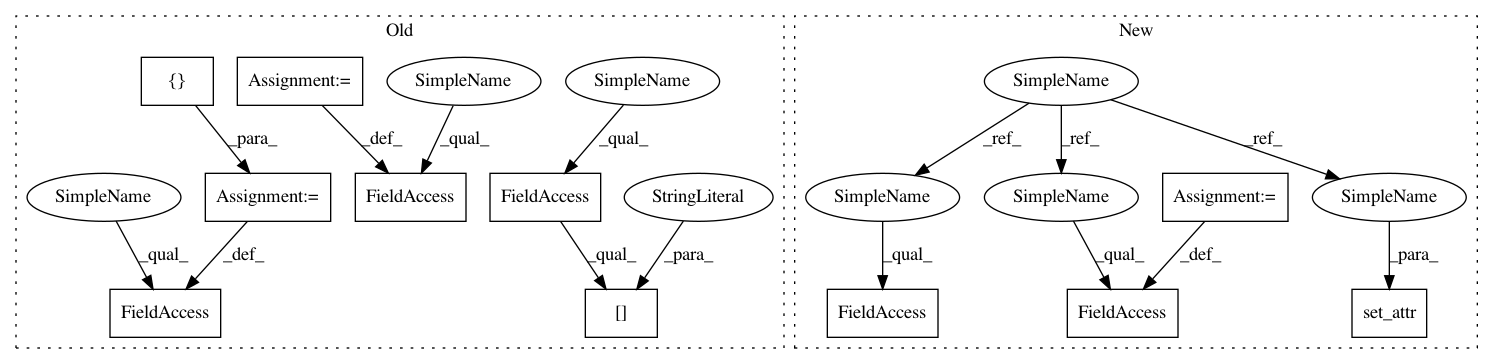 Old
New
{}
Assignment:=
SimpleName
SimpleName
SimpleName
_para_
_def_
_qual_
_qual_
_ref_
_ref_
_ref_
SimpleName
Assignment:=
FieldAccess
FieldAccess
StringLiteral
SimpleName
SimpleName
Assignment:=
SimpleName
_qual_
_def_
_qual_
_para_
_qual_
_qual_
_def_
_para_
FieldAccess
[]
FieldAccess
FieldAccess
set_attr